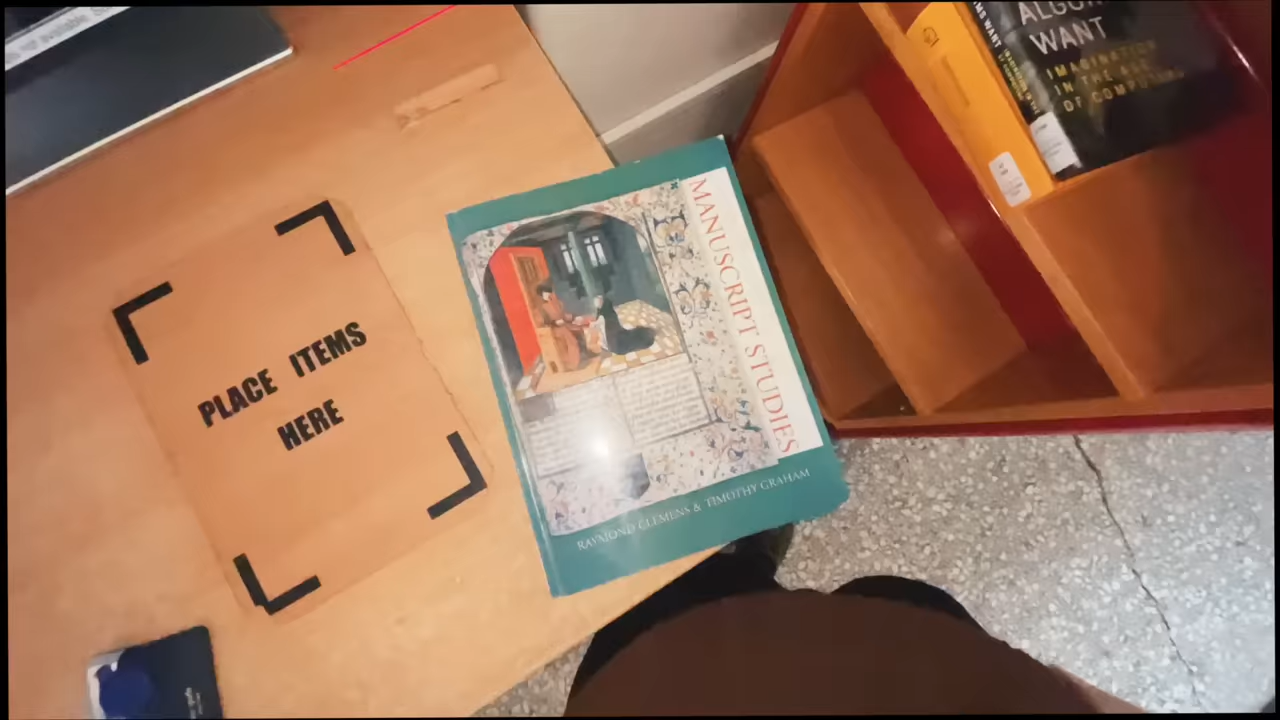 PLACE ITEMS
HERE
MANUSCRIPT STUDIES
RAYMOND CLEMENS & TIMOTHY GRAHAM
WANT
IMAGINATION
IN THE AGE
OF COMPUTING